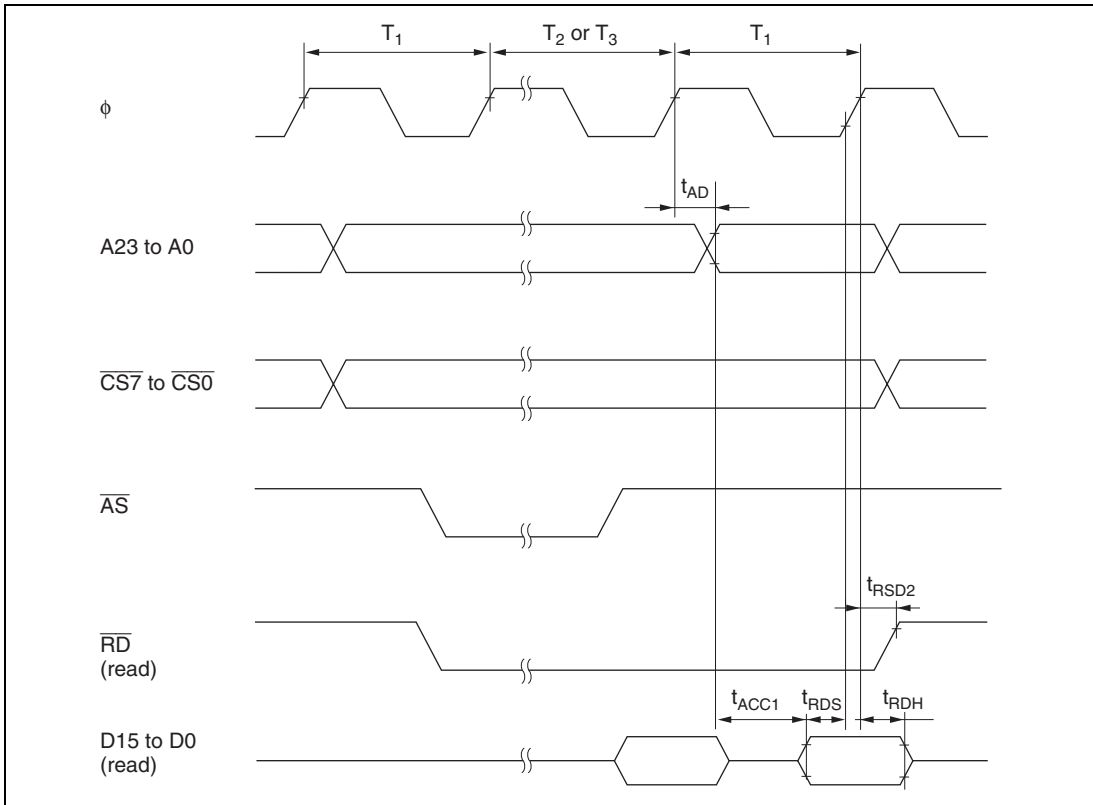 T1 T2 or T3 T1
φ
tAD
A23 to A0
CS7 to CS0
AS
tRSD2
RD
(read)
tACC1 tRDS tRDH
D15 to D0
(read)